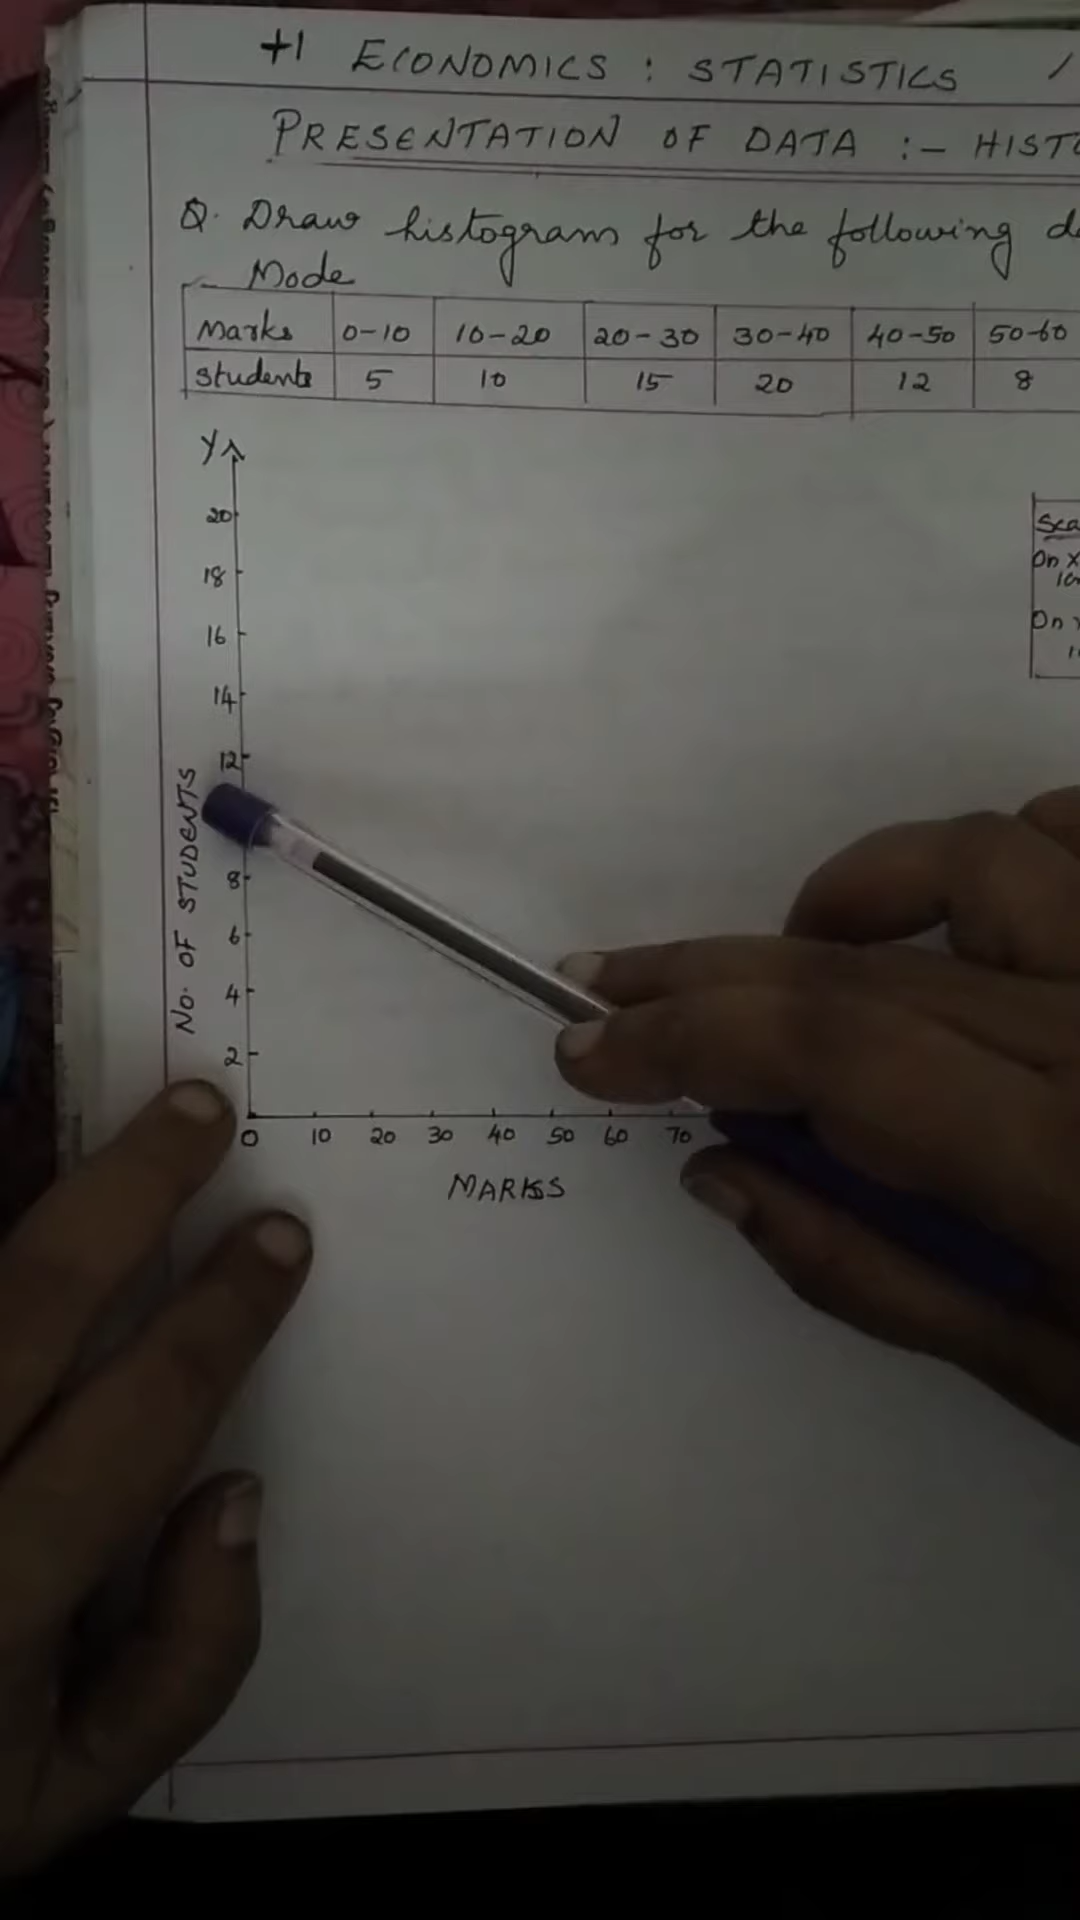 +1 ECONOMICS : STATISTICS
PRESENTATION OF DATA :- HISTO
Q. Draw histogram for the following d
Mode
Marks 0-10 10-20 20-30 30-40 40-50 50-60
Students 5 10 15 20 12 8
Y
20
18
16
14
12
8
6
4
2
NO. OF STUDENTS
Sca
On X
On
0 10 20 30 40 50 60 70
MARKS